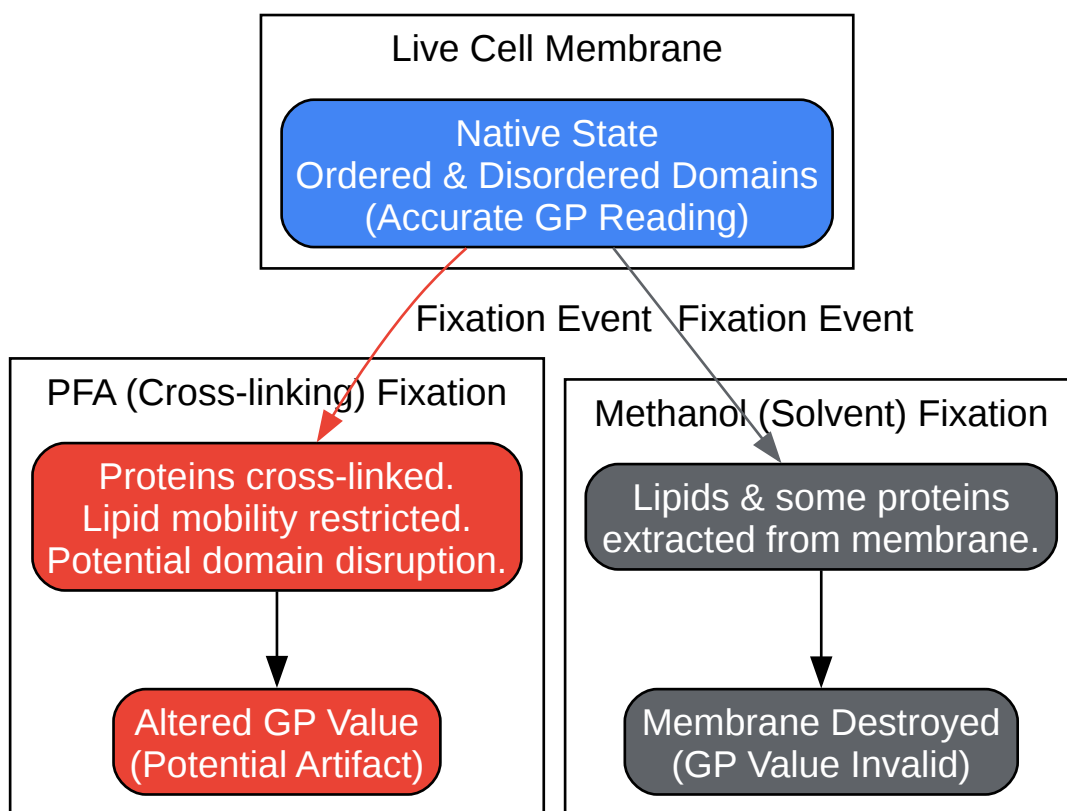 Live Cell Membrane
Native State
Ordered & Disordered Domains
(Accurate GP Reading)
Fixation Event
Fixation Event
PFA (Cross-linking) Fixation
Proteins cross-linked.
Lipid mobility restricted.
Potential domain disruption.
Altered GP Value
(Potential Artifact)
Methanol (Solvent) Fixation
Lipids & some proteins
extracted from membrane.
Membrane Destroyed
(GP Value Invalid)